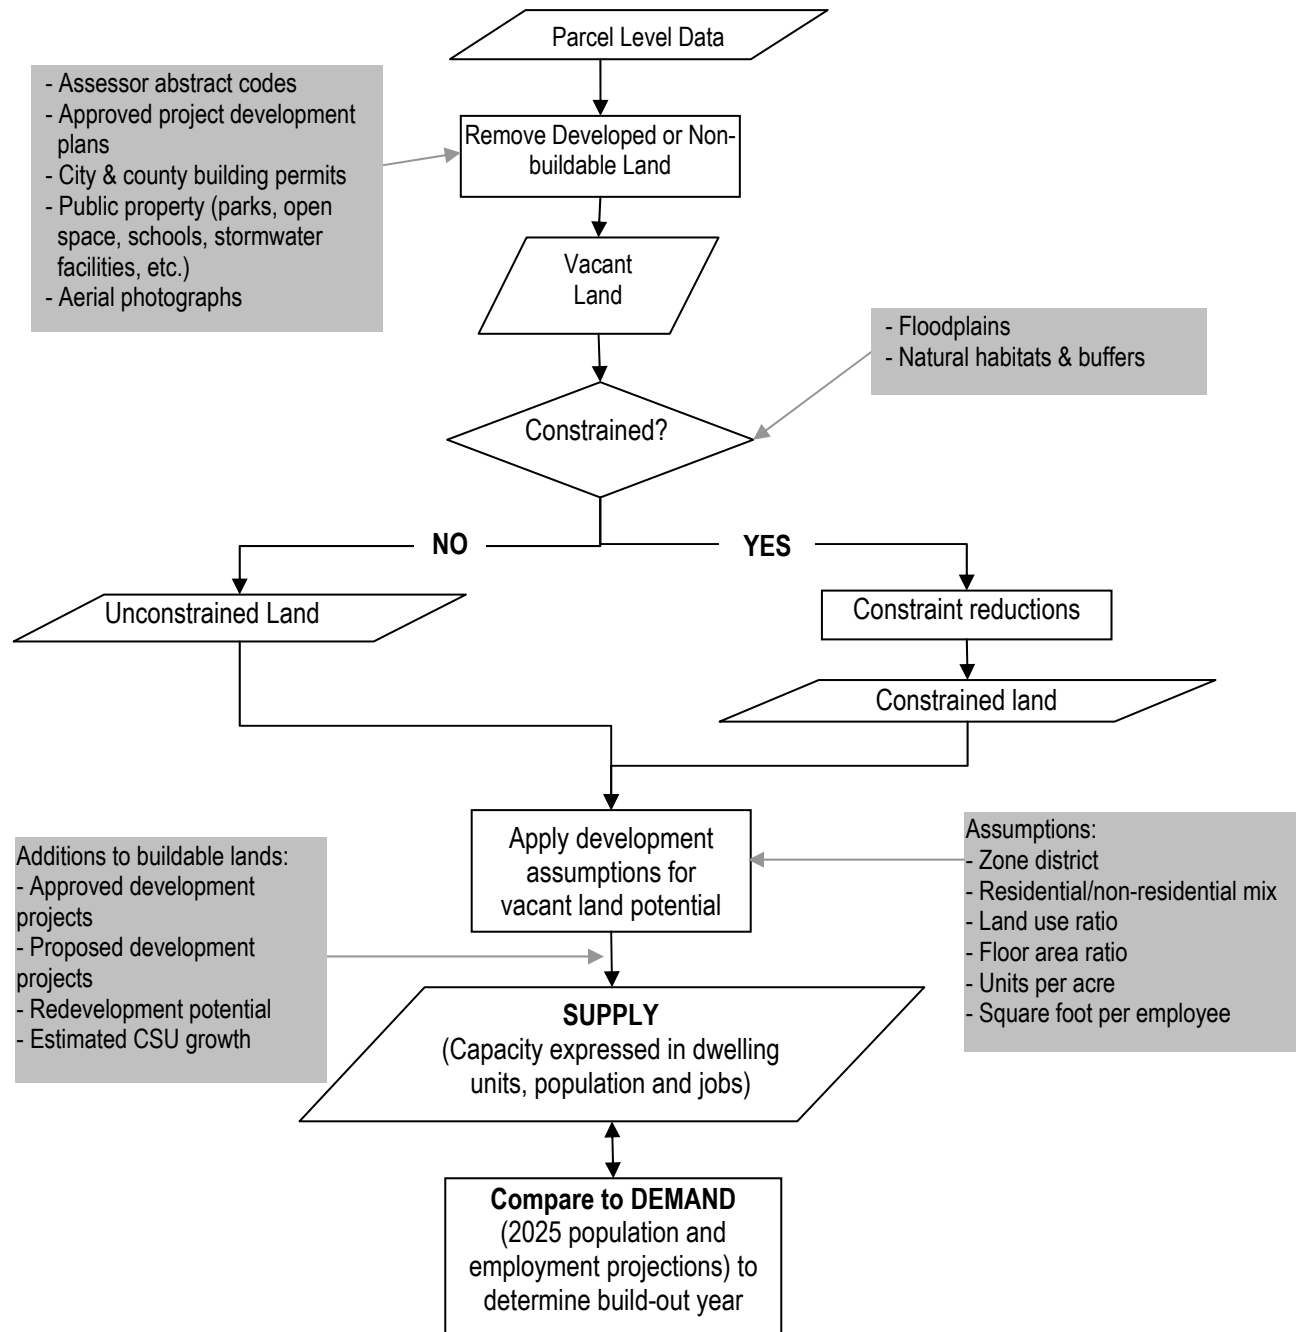 Parcel Level Data
- Assessor abstract codes
- Approved project development
plans
- City & county building permits
- Public property (parks, open
space, schools, stormwater
facilities, etc.)
- Aerial photographs
Remove Developed or Non-
buildable Land
Vacant
Land
- Floodplains
- Natural habitats & buffers
Constrained?
NO
YES
Unconstrained Land
Constraint reductions
Constrained land
Apply development
assumptions for
vacant land potential
Assumptions:
- Zone district
- Residential/non-residential mix
- Land use ratio
- Floor area ratio
- Units per acre
- Square foot per employee
Additions to buildable lands:
- Approved development
projects
- Proposed development
projects
- Redevelopment potential
- Estimated CSU growth
SUPPLY
(Capacity expressed in dwelling
units, population and jobs)
Compare to DEMAND
(2025 population and
employment projections) to
determine build-out year